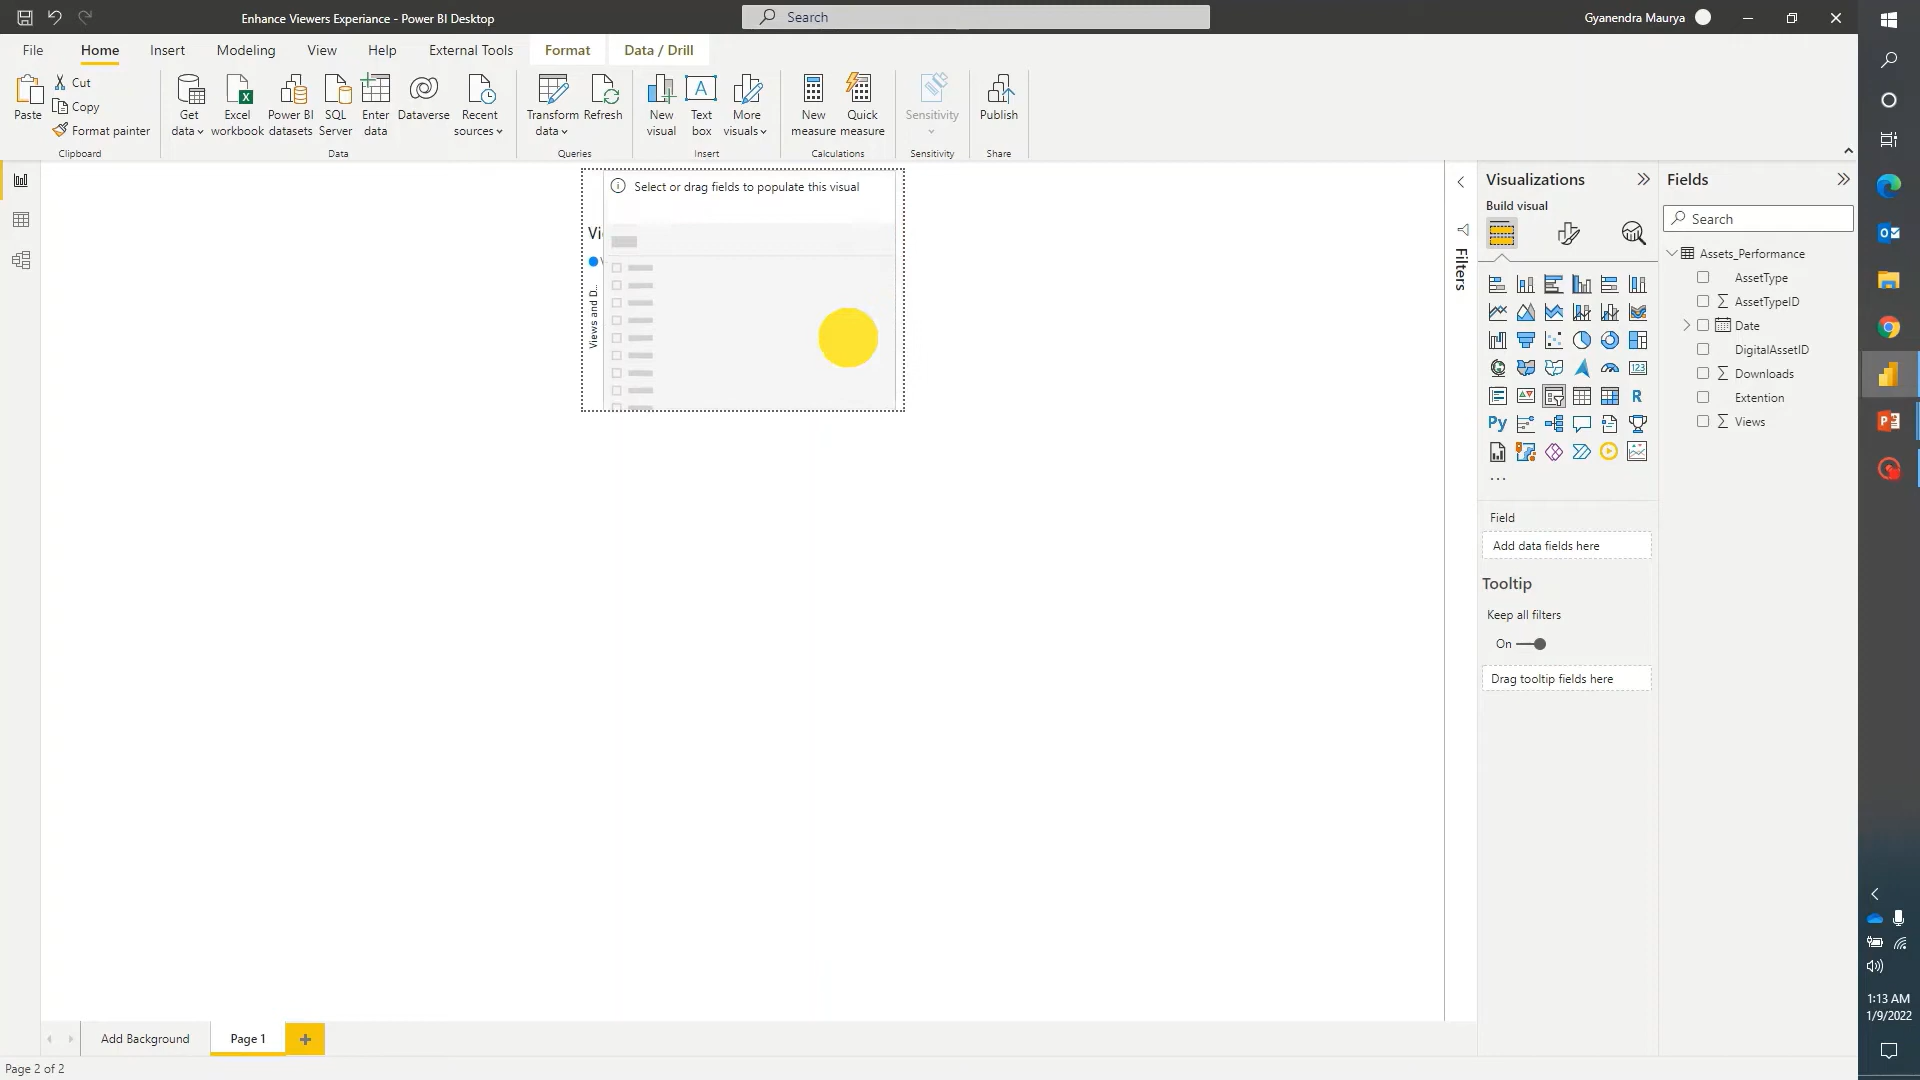 Enhance Viewers Experiance - Power BI Desktop
Search
Gyanendra Maurya
File Home Insert Modeling View Help External Tools Format Data / Drill
Paste
Cut
Copy
Format painter
Clipboard
Get data
Excel workbook
Power BI datasets
SQL Server
Enter data
Dataverse
Recent sources
Data
Transform data
Refresh
Queries
New visual
Text box
More visuals
Insert
New measure
Quick measure
Calculations
Sensitivity
Sensitivity
Publish
Share
Select or drag fields to populate this visual
Vi
Views and D...
Filters
Visualizations
Build visual
R
Py
123
...
Field
Add data fields here
Tooltip
Keep all filters
On
Drag tooltip fields here
Fields
Search
Assets_Performance
AssetType
AssetTypeID
Date
DigitalAssetID
Downloads
Extention
Views
Add Background
Page 1
Page 2 of 2
1:13 AM
1/9/2022